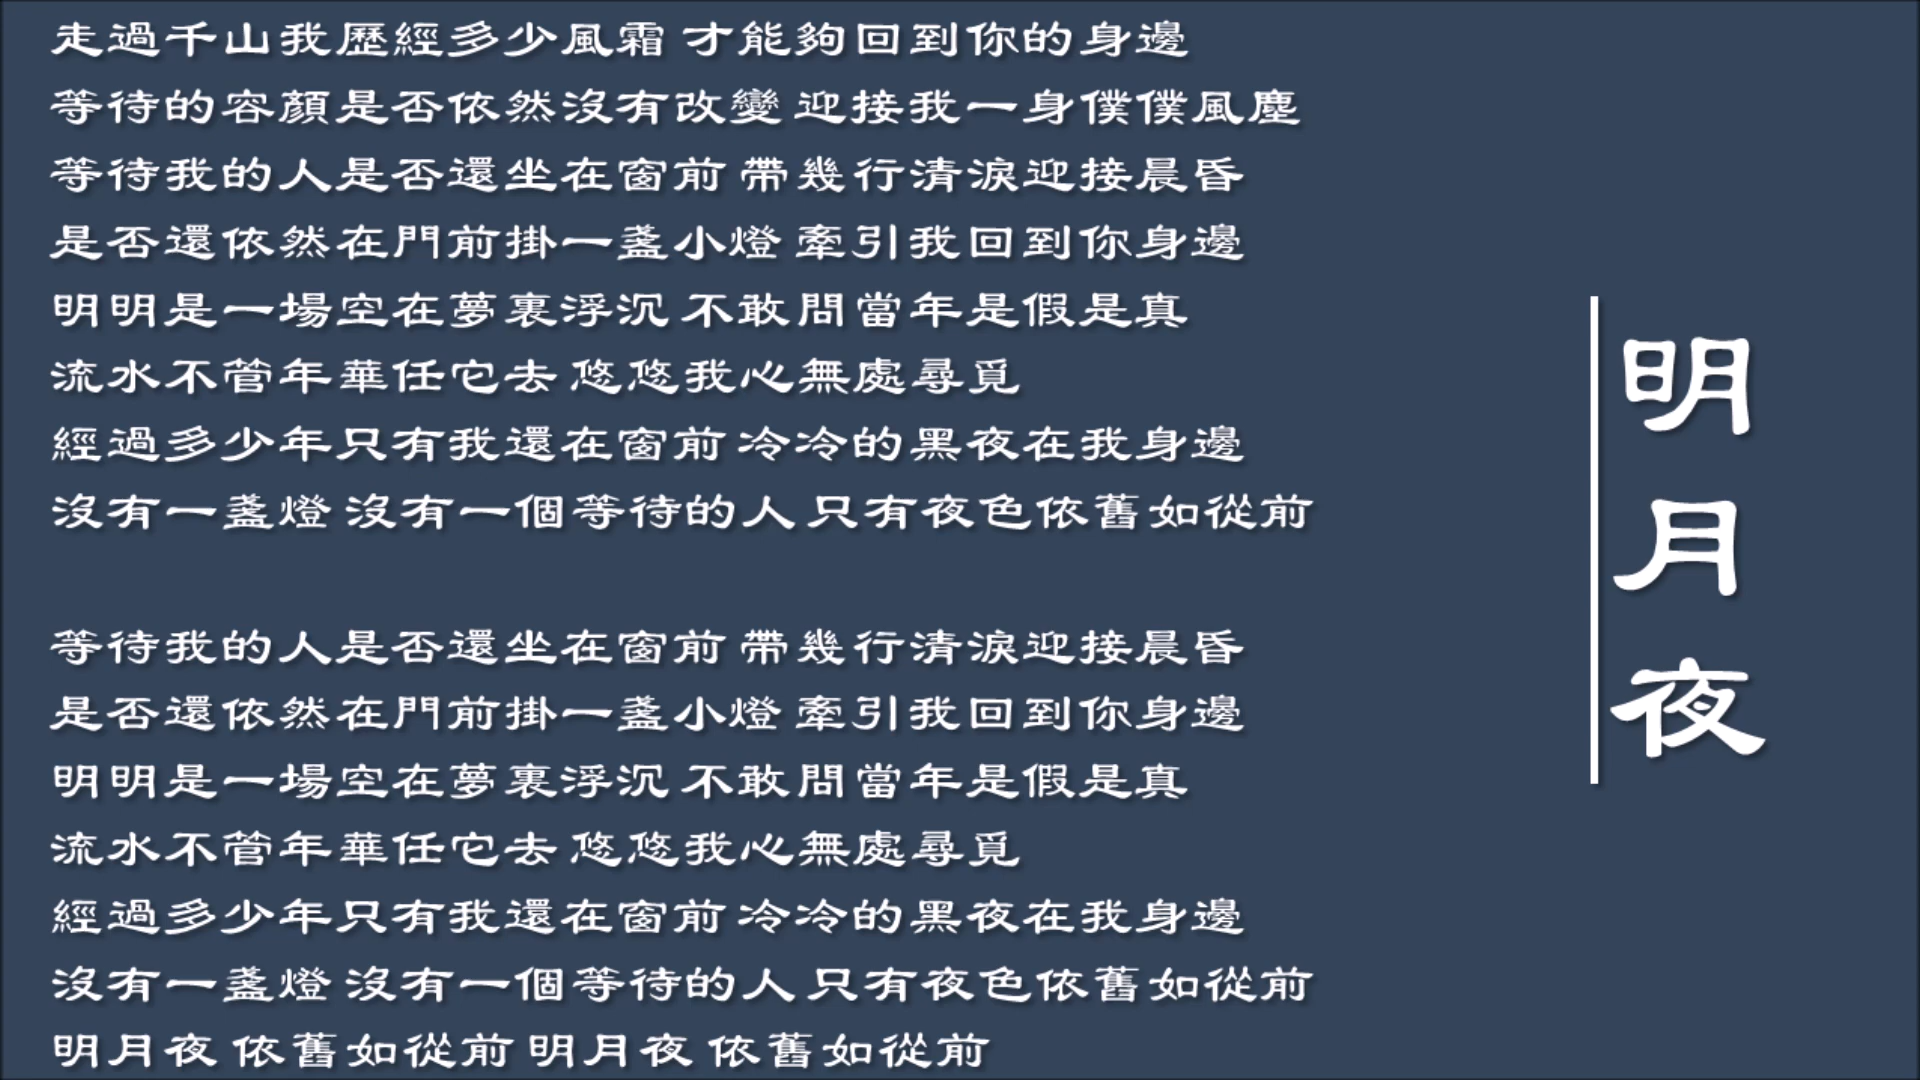 走過千山我歷經多少風霜 才能夠回到你的身邊
等待的容顏是否依然沒有改變 迎接我一身僕僕風塵
等待我的人是否還坐在窗前 帶幾行清淚迎接晨昏
是否還依然在門前掛一盞小燈 牽引我回到你身邊
明明是一場空在夢裏浮沉 不敢問當年是假是真
流水不管年華任它去 悠悠我心無處尋覓
經過多少年只有我還在窗前 冷冷的黑夜在我身邊
沒有一盞燈 沒有一個等待的人 只有夜色依舊如從前
等待我的人是否還坐在窗前 帶幾行清淚迎接晨昏
是否還依然在門前掛一盞小燈 牽引我回到你身邊
明明是一場空在夢裏浮沉 不敢問當年是假是真
流水不管年華任它去 悠悠我心無處尋覓
經過多少年只有我還在窗前 冷冷的黑夜在我身邊
沒有一盞燈 沒有一個等待的人 只有夜色依舊如從前
明月夜 依舊如從前 明月夜 依舊如從前
明月夜